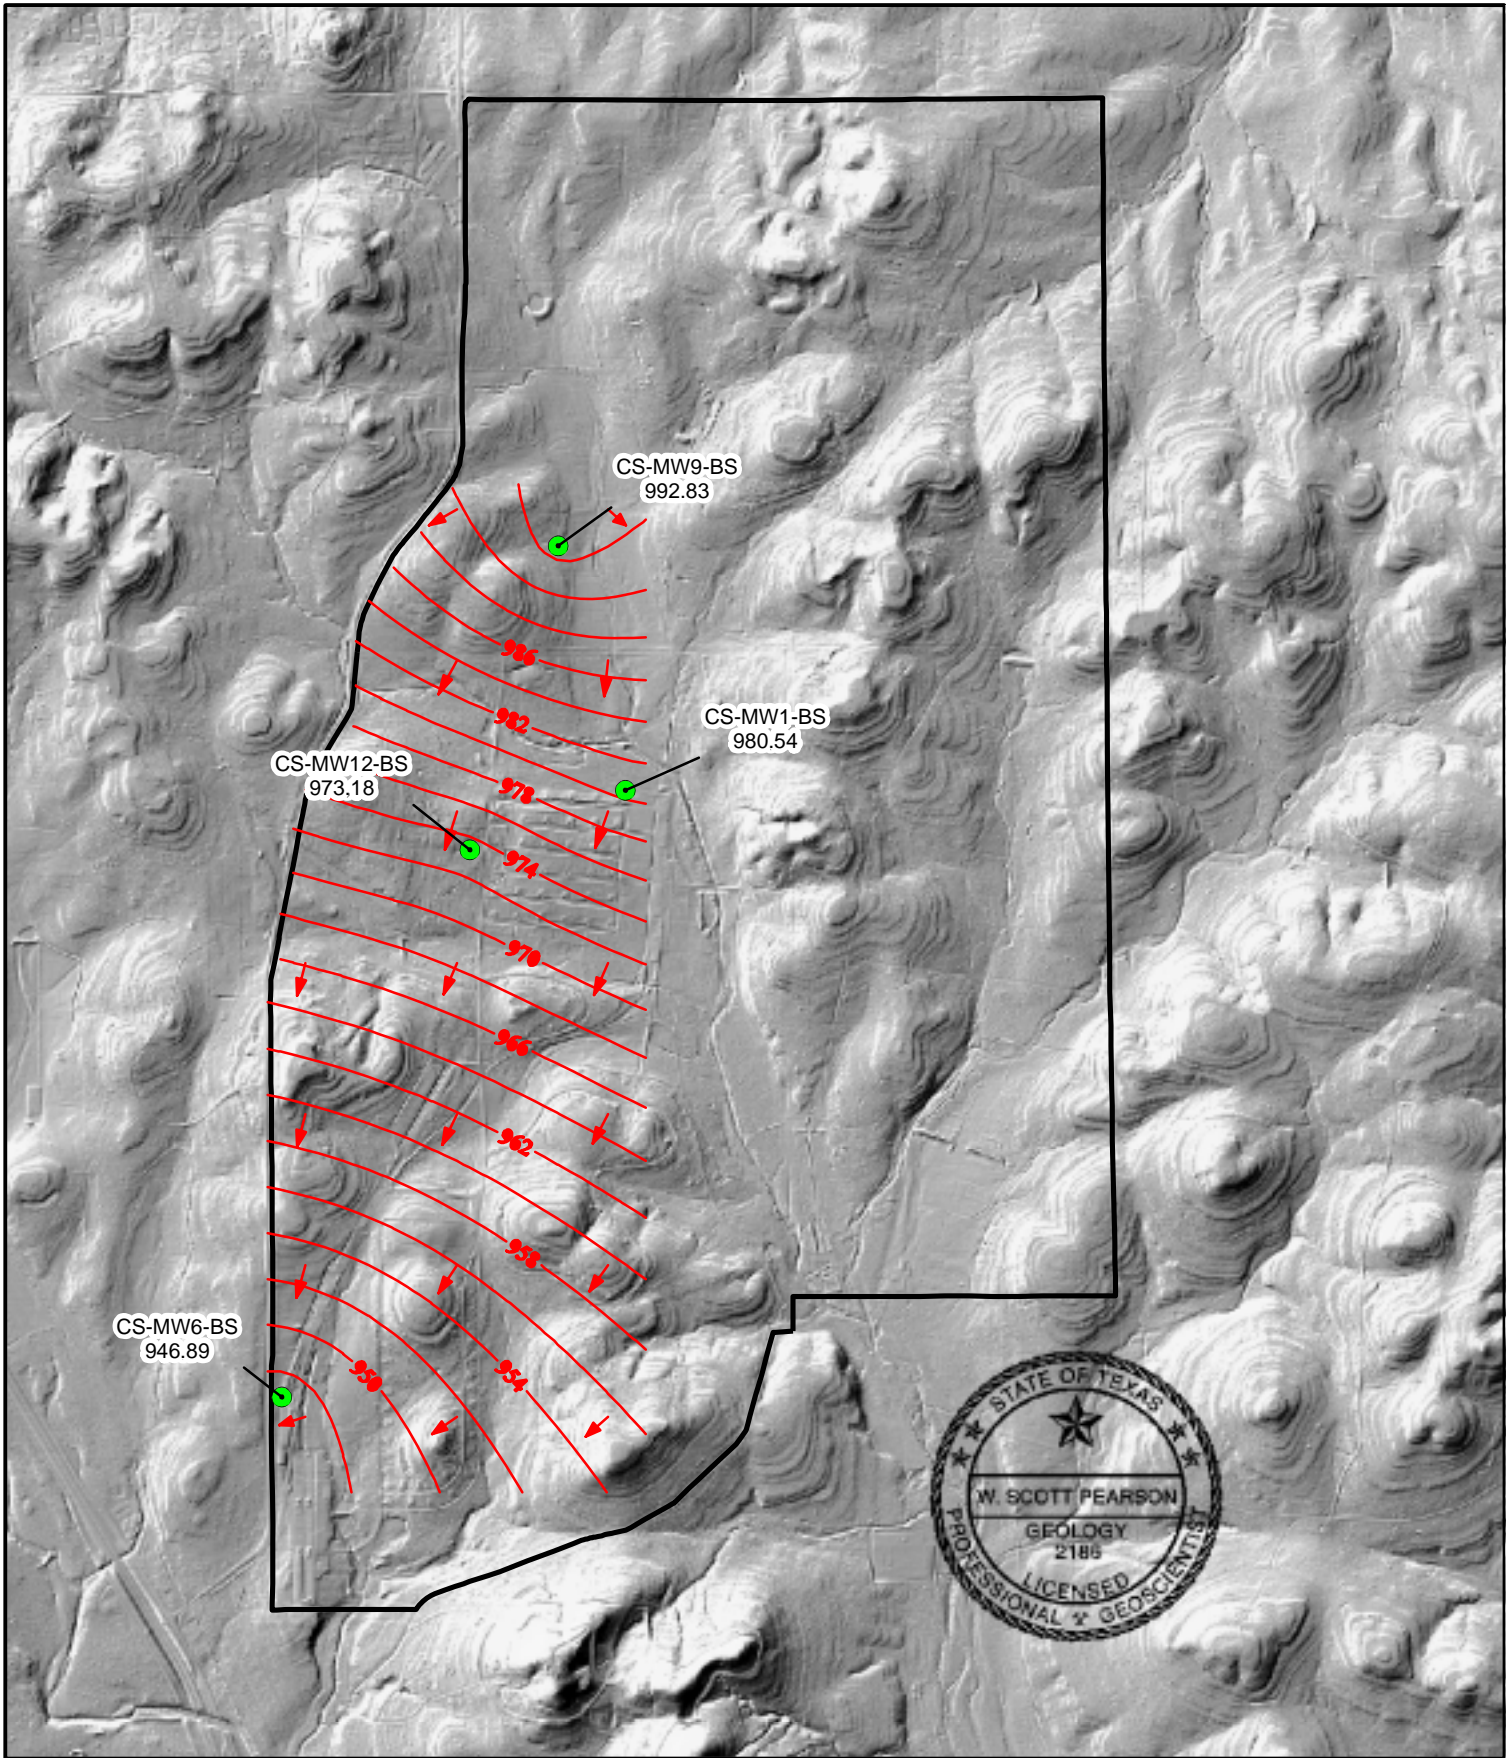 CS-MW9-BS
992.83
986
982
CS-MW1-BS
980.54
CS-MW12-BS
973,18
978
974
970
966
962
958
CS-MW6-BS
946.89
950
954
STATE OF TEXAS
W. SCOTT PEARSON
GEOLOGY
2186
LICENSED
PROFESSIONAL GEOSCIENTIST